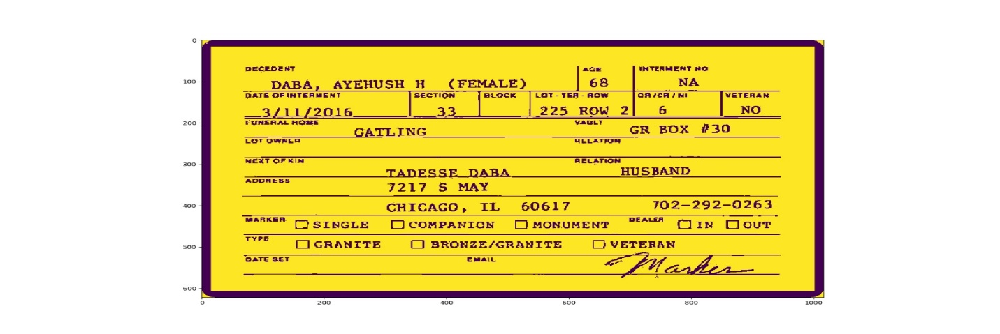 0
100
200
300
400
500
600
0 200 400 600 800 1000
DECEDENT AGE INTERMENT NO
DABA, AYEHUSH H (FEMALE) 68 NA
DATE OF INTERMENT SECTION BLOCK LOT - TER - ROW GR / CR / NI VETERAN
3/11/2016 33 225 ROW 2 6 NO
FUNERAL HOME VAULT
GATLING GR BOX #30
LOT OWNER RELATION
NEXT OF KIN RELATION
TADESSE DABA HUSBAND
ADDRESS
7217 S MAY
CHICAGO, IL 60617 702-292-0263
MARKER SINGLE COMPANION MONUMENT DEALER IN OUT
TYPE GRANITE BRONZE/GRANITE VETERAN
DATE SET EMAIL Marker